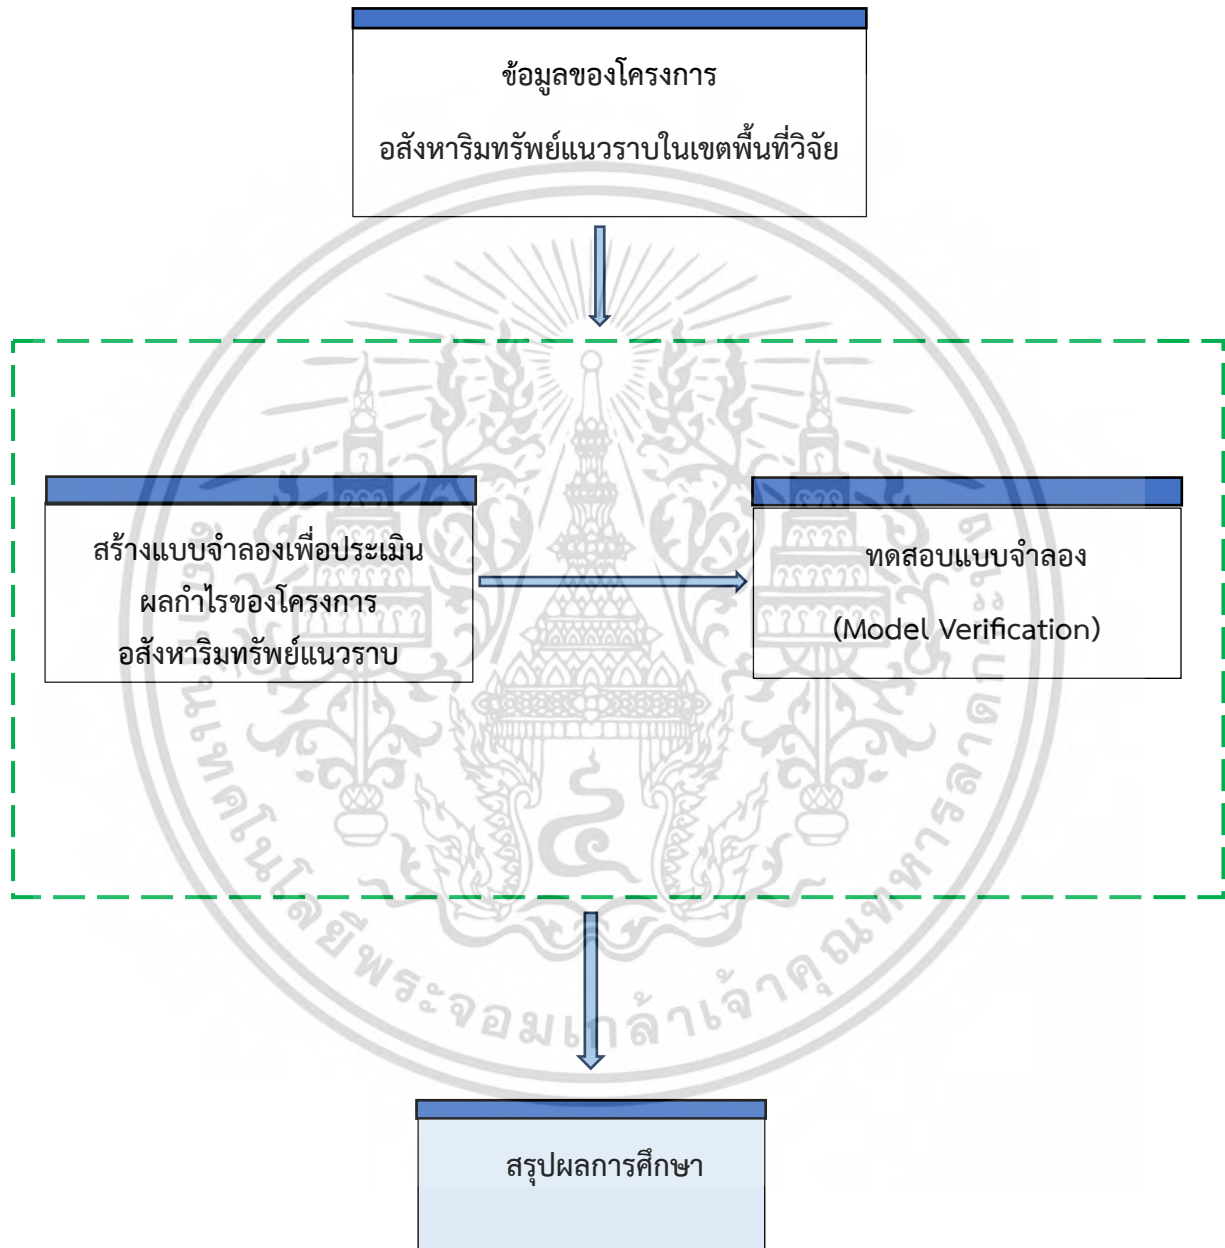 ข้อมูลของโครงการ
อสังหาริมทรัพย์แนวราบในเขตพื้นที่วิจัย
สร้างแบบจำลองเพื่อประเมิน
ผลกำไรของโครงการ
อสังหาริมทรัพย์แนวราบ
ทดสอบแบบจำลอง
(Model Verification)
สรุปผลการศึกษา